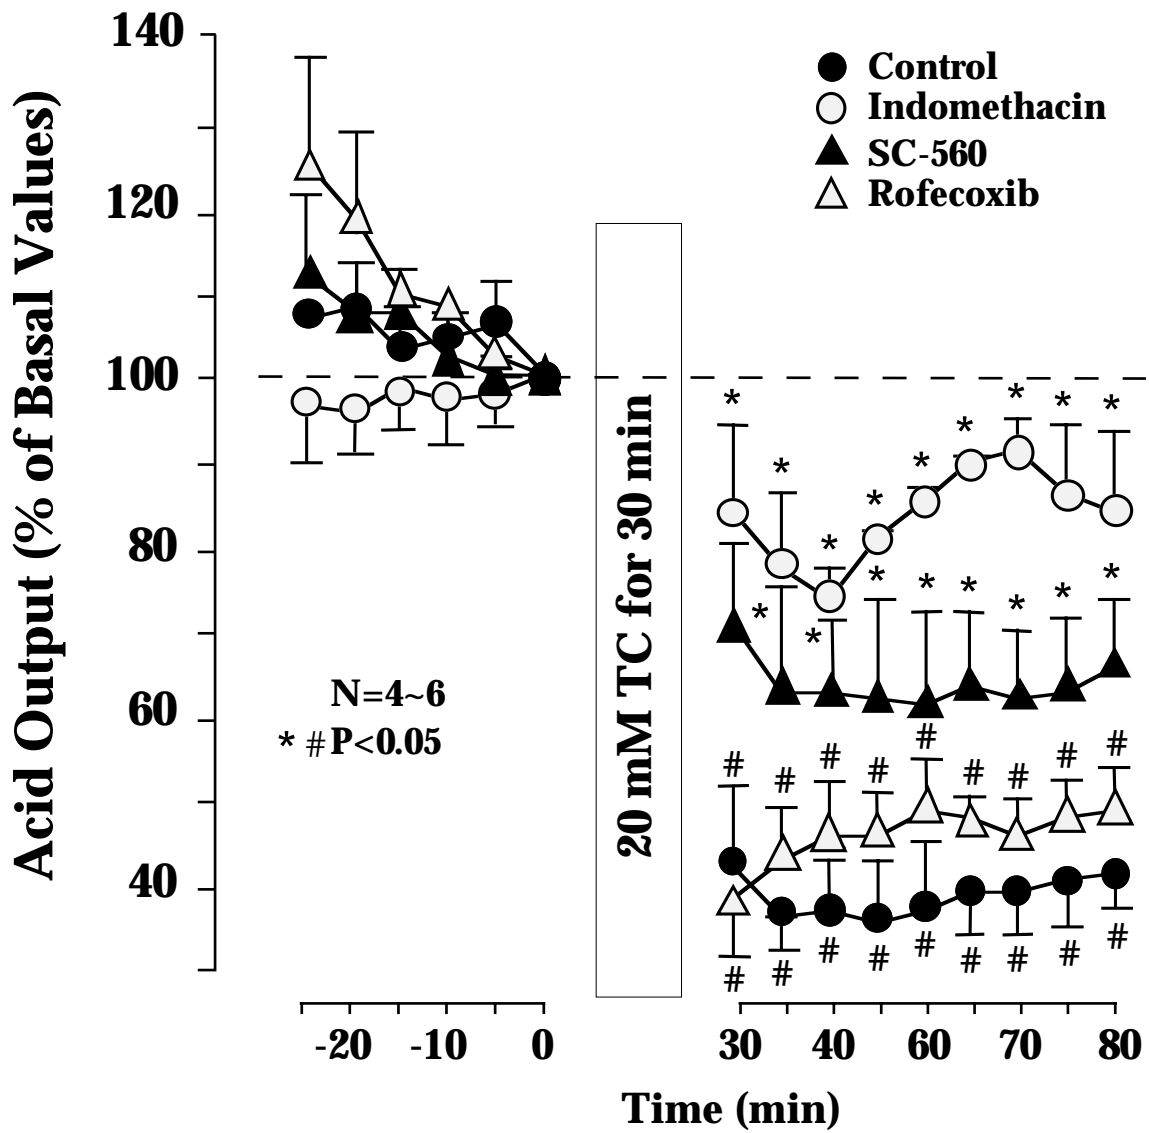 Acid Output (% of Basal Values)
140
120
100
80
60
40
Control
Indomethacin
SC-560
Rofecoxib
20 mM TC for 30 min
* * * * * * * * *
* * * * * * * *
# # # # # # # # #
# # # # # # # # #
N=4~6
* # P<0.05
-20 -10 0 30 40 50 60 70 80
Time (min)